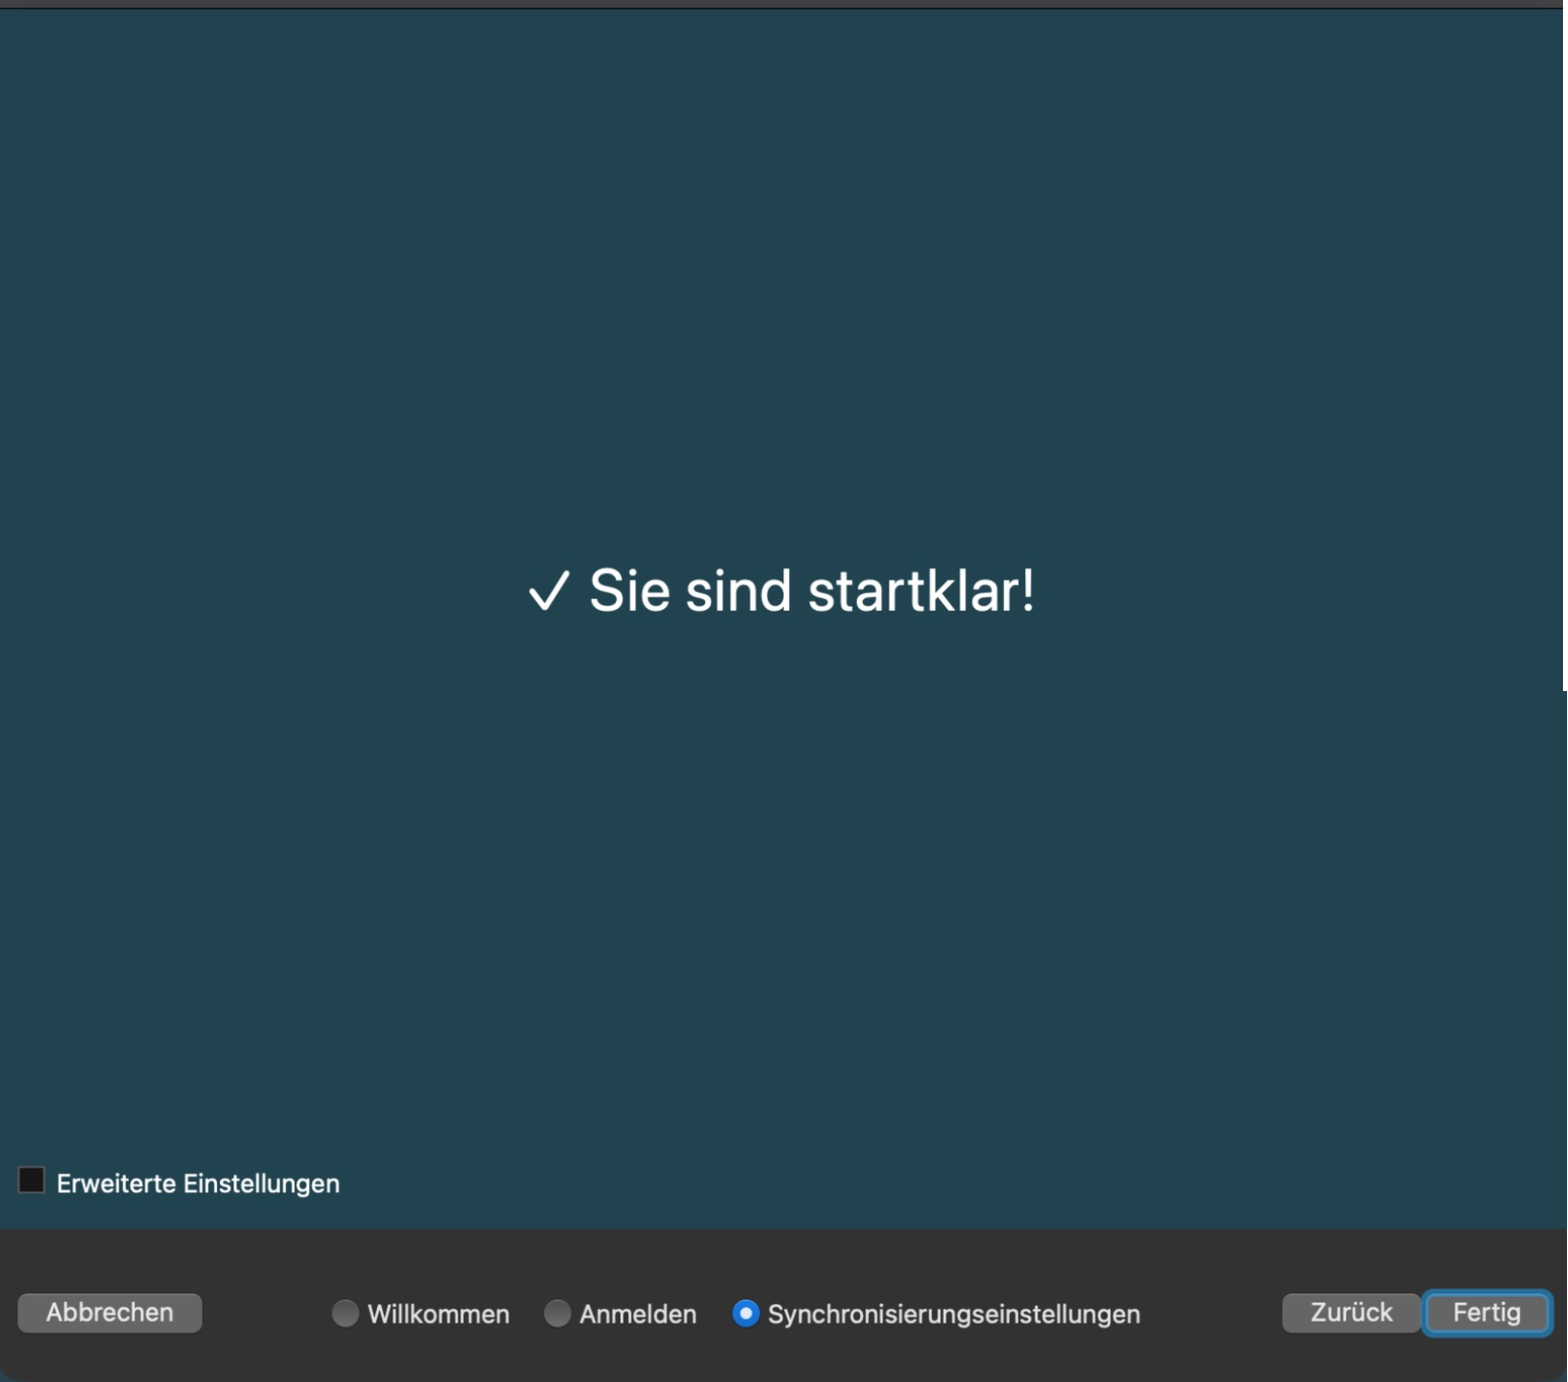 ✓ Sie sind startklar!
Erweiterte Einstellungen
Abbrechen Willkommen Anmelden Synchronisierungseinstellungen Zurück Fertig